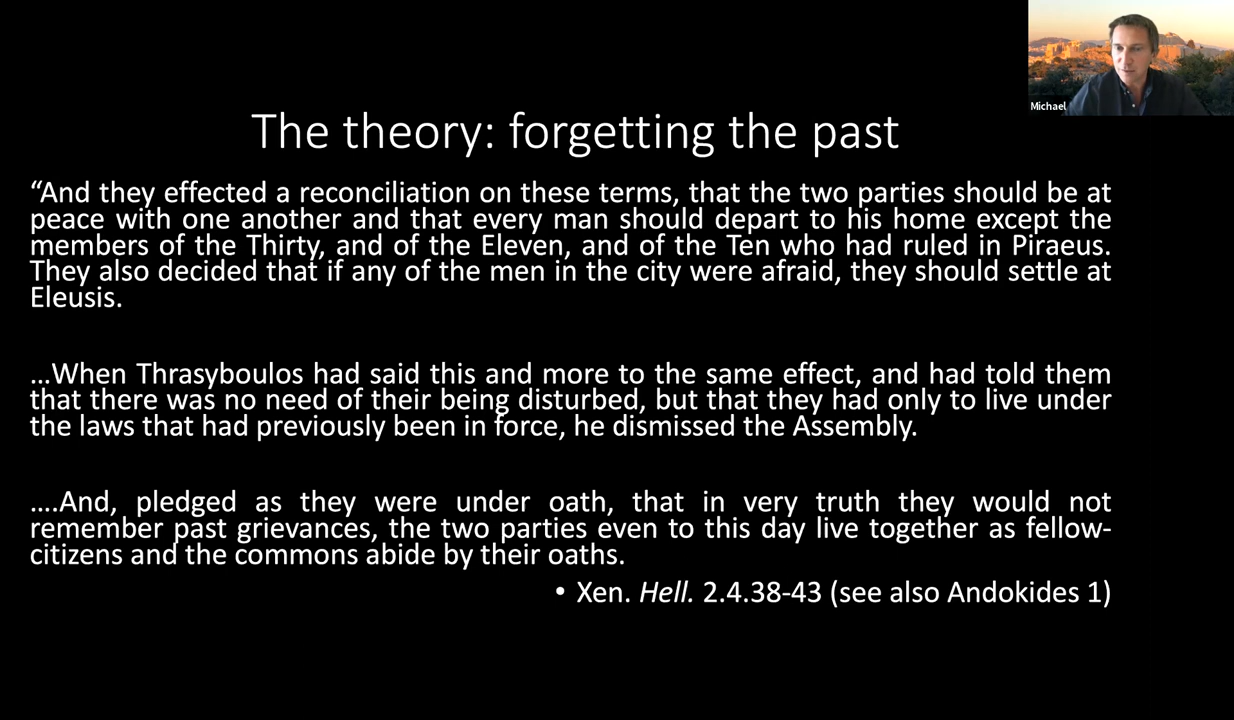 Michael
The theory: forgetting the past
“And they effected a reconciliation on these terms, that the two parties should be at
peace with one another and that every man should depart to his home except the
members of the Thirty, and of the Eleven, and of the Ten who had ruled in Piraeus.
They also decided that if any of the men in the city were afraid, they should settle at
Eleusis.
…When Thrasyboulos had said this and more to the same effect, and had told them
that there was no need of their being disturbed, but that they had only to live under
the laws that had previously been in force, he dismissed the Assembly.
….And, pledged as they were under oath, that in very truth they would not
remember past grievances, the two parties even to this day live together as fellow-
citizens and the commons abide by their oaths.
• Xen. Hell. 2.4.38-43 (see also Andokides 1)